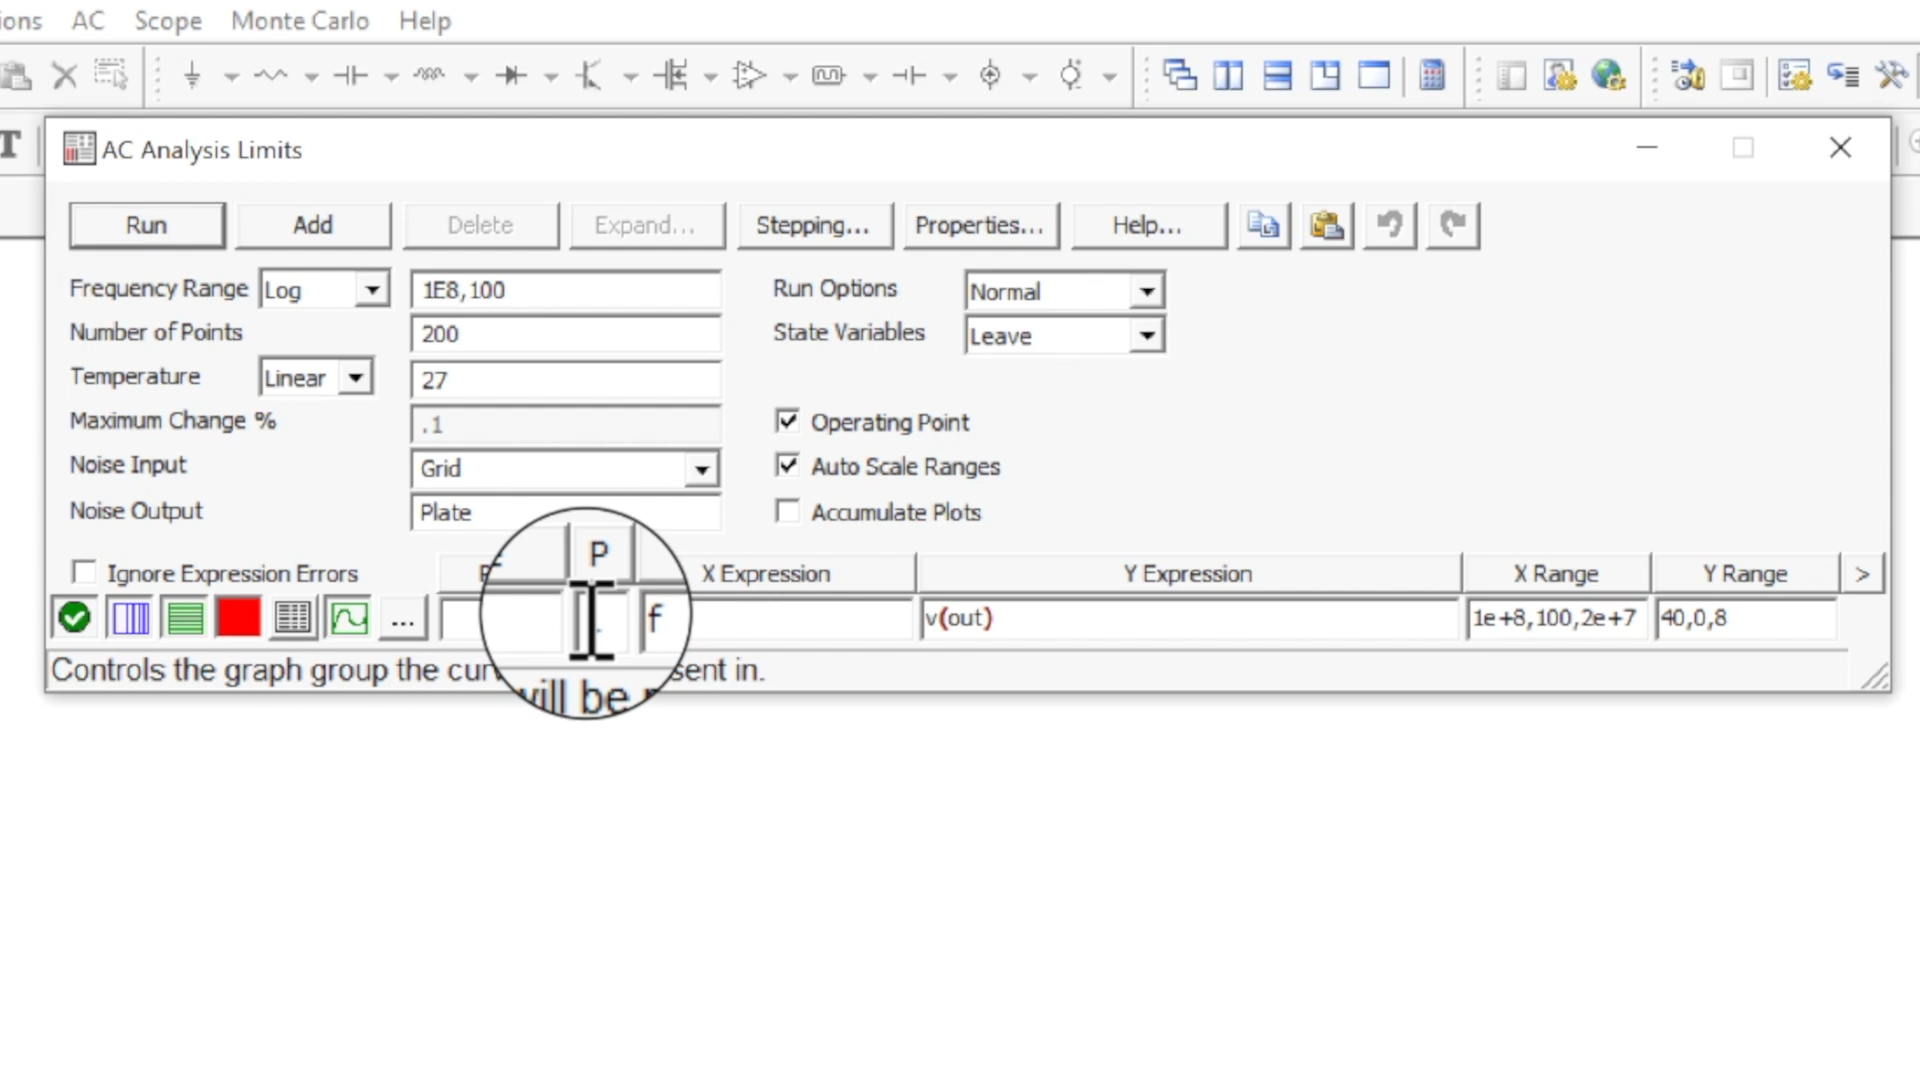 ions AC Scope Monte Carlo Help
T
AC Analysis Limits
Run Add Delete Expand... Stepping... Properties... Help...
Frequency Range Log 1E8,100 Run Options Normal
Number of Points 200 State Variables Leave
Temperature Linear 27
Maximum Change % .1 Operating Point
Noise Input Grid Auto Scale Ranges
Noise Output Plate Accumulate Plots
Ignore Expression Errors P X Expression Y Expression X Range Y Range >
... f v(out) 1e+8,100,2e+7 40,0,8
Controls the graph group the cur will be sent in.